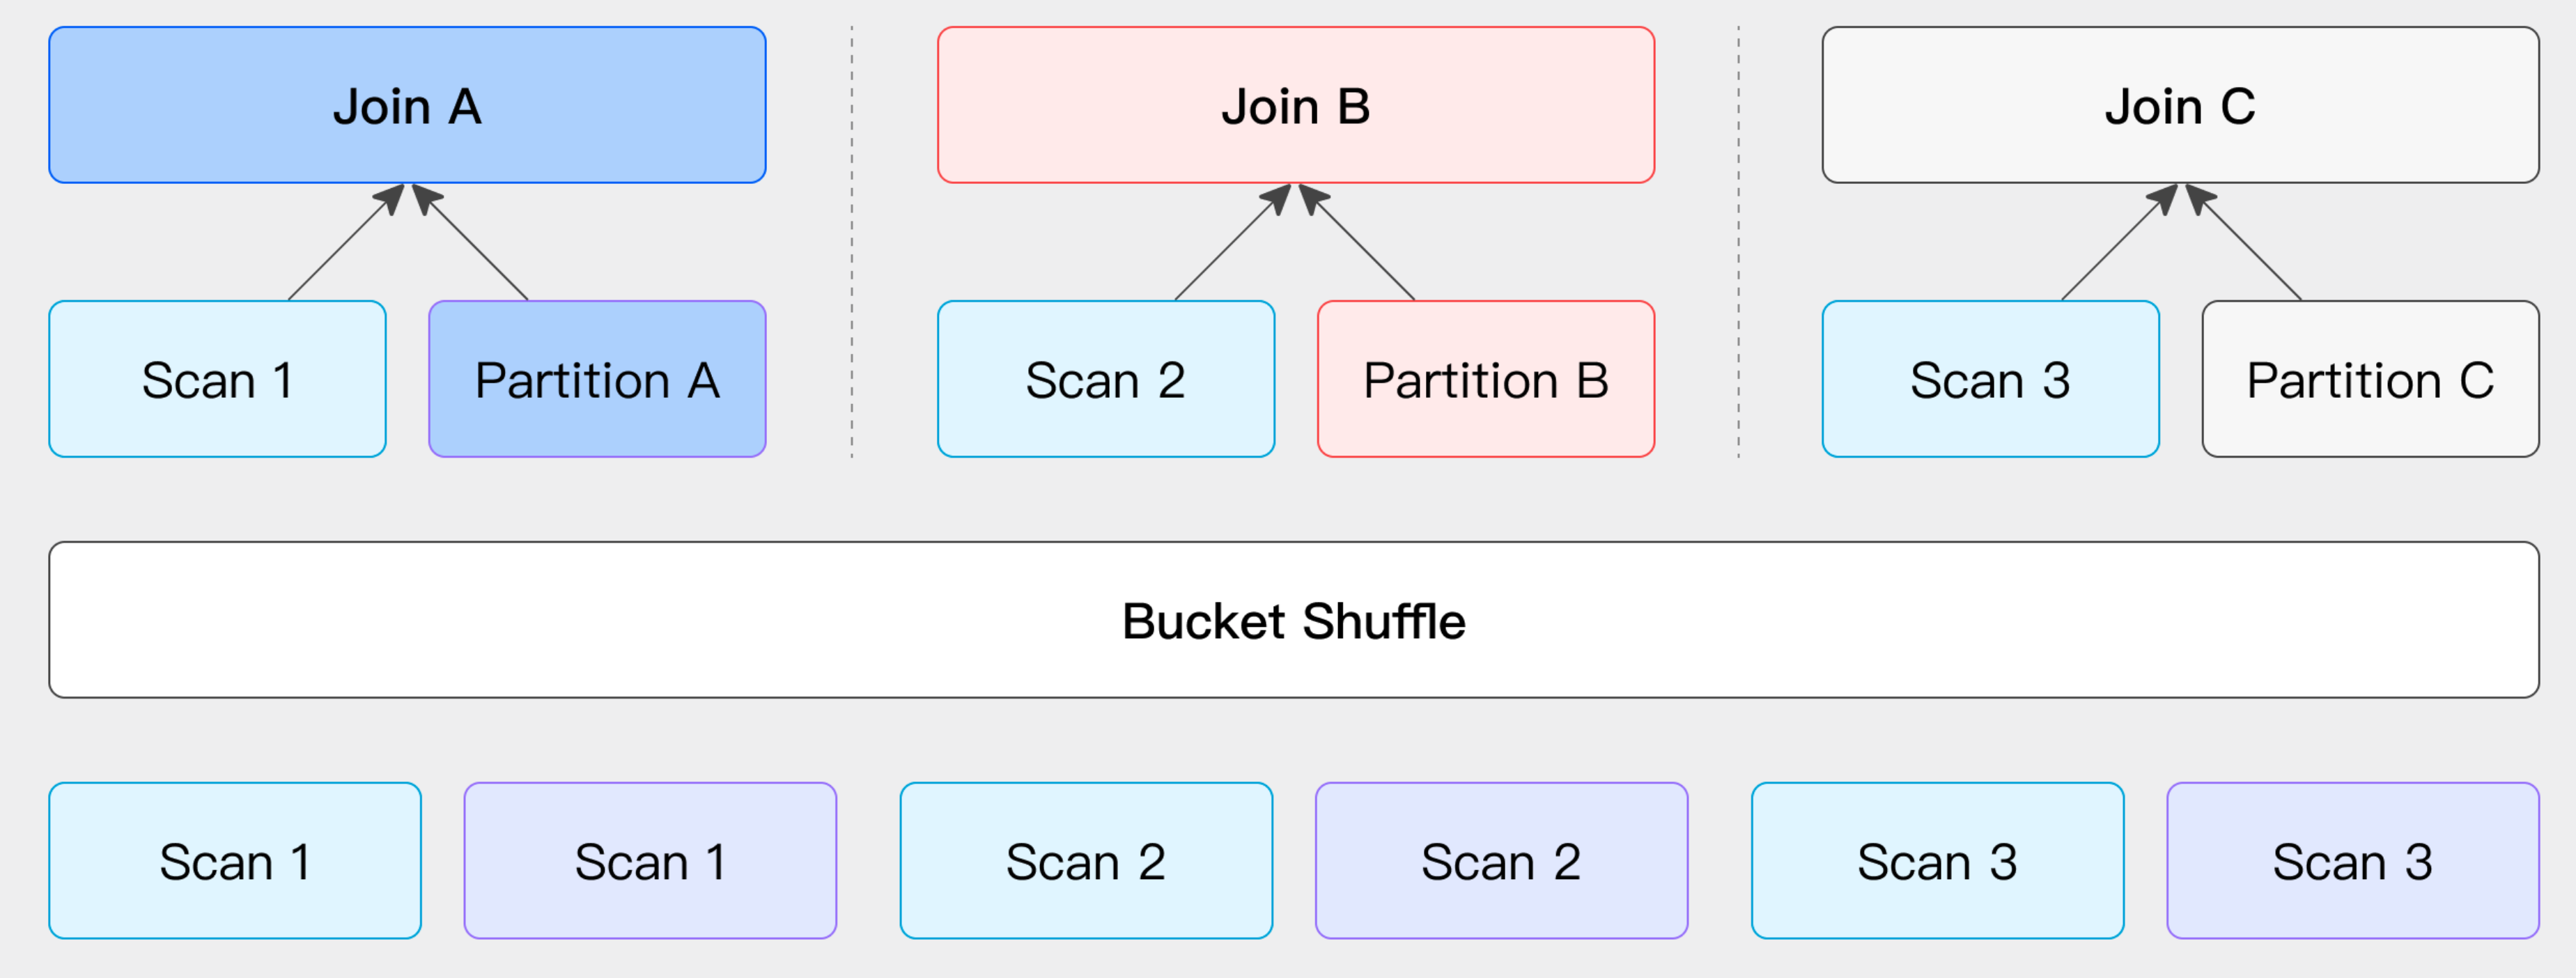 Join A
Join B
Join C
Scan 1
Partition A
Scan 2
Partition B
Scan 3
Partition C
Bucket Shuffle
Scan 1
Scan 1
Scan 2
Scan 2
Scan 3
Scan 3